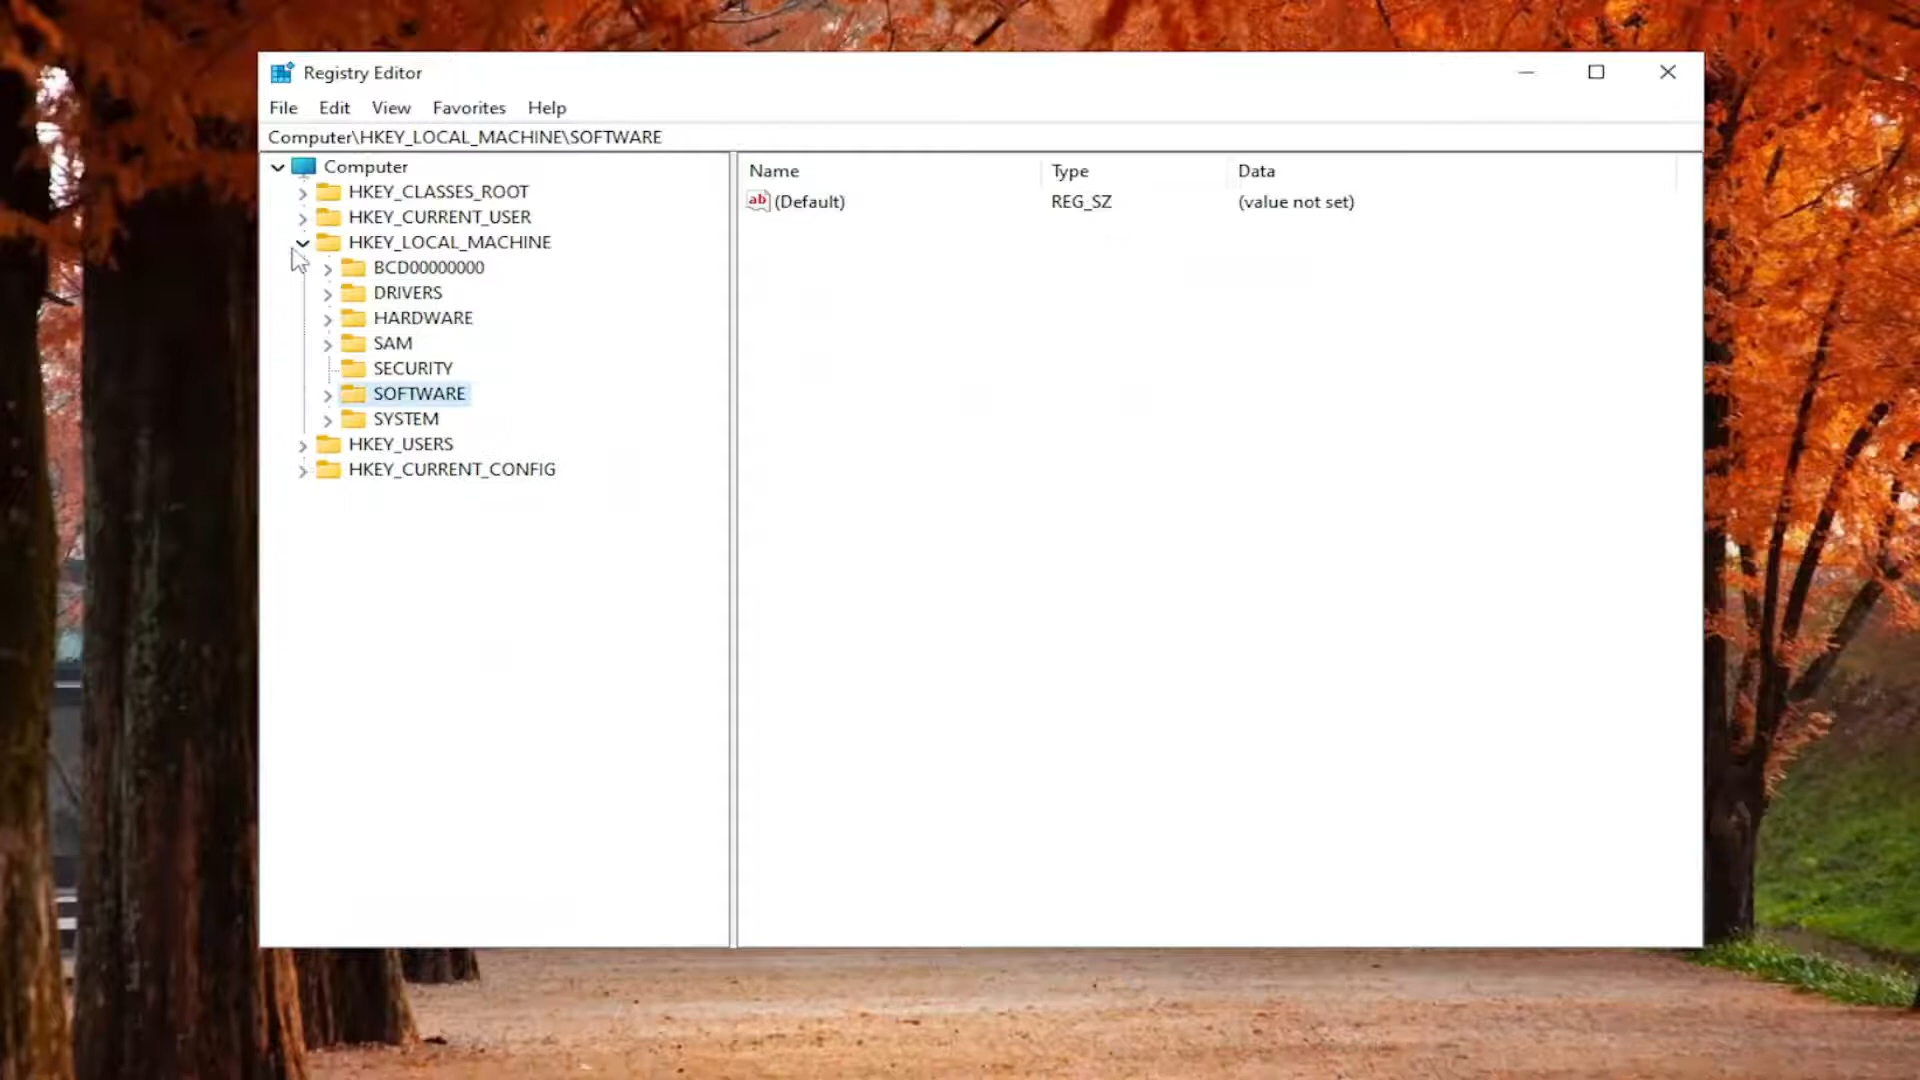 Registry Editor
File Edit View Favorites Help
Computer\HKEY_LOCAL_MACHINE\SOFTWARE
Computer
HKEY_CLASSES_ROOT
HKEY_CURRENT_USER
HKEY_LOCAL_MACHINE
BCD00000000
DRIVERS
HARDWARE
SAM
SECURITY
SOFTWARE
SYSTEM
HKEY_USERS
HKEY_CURRENT_CONFIG
Name Type Data
ab (Default) REG_SZ (value not set)